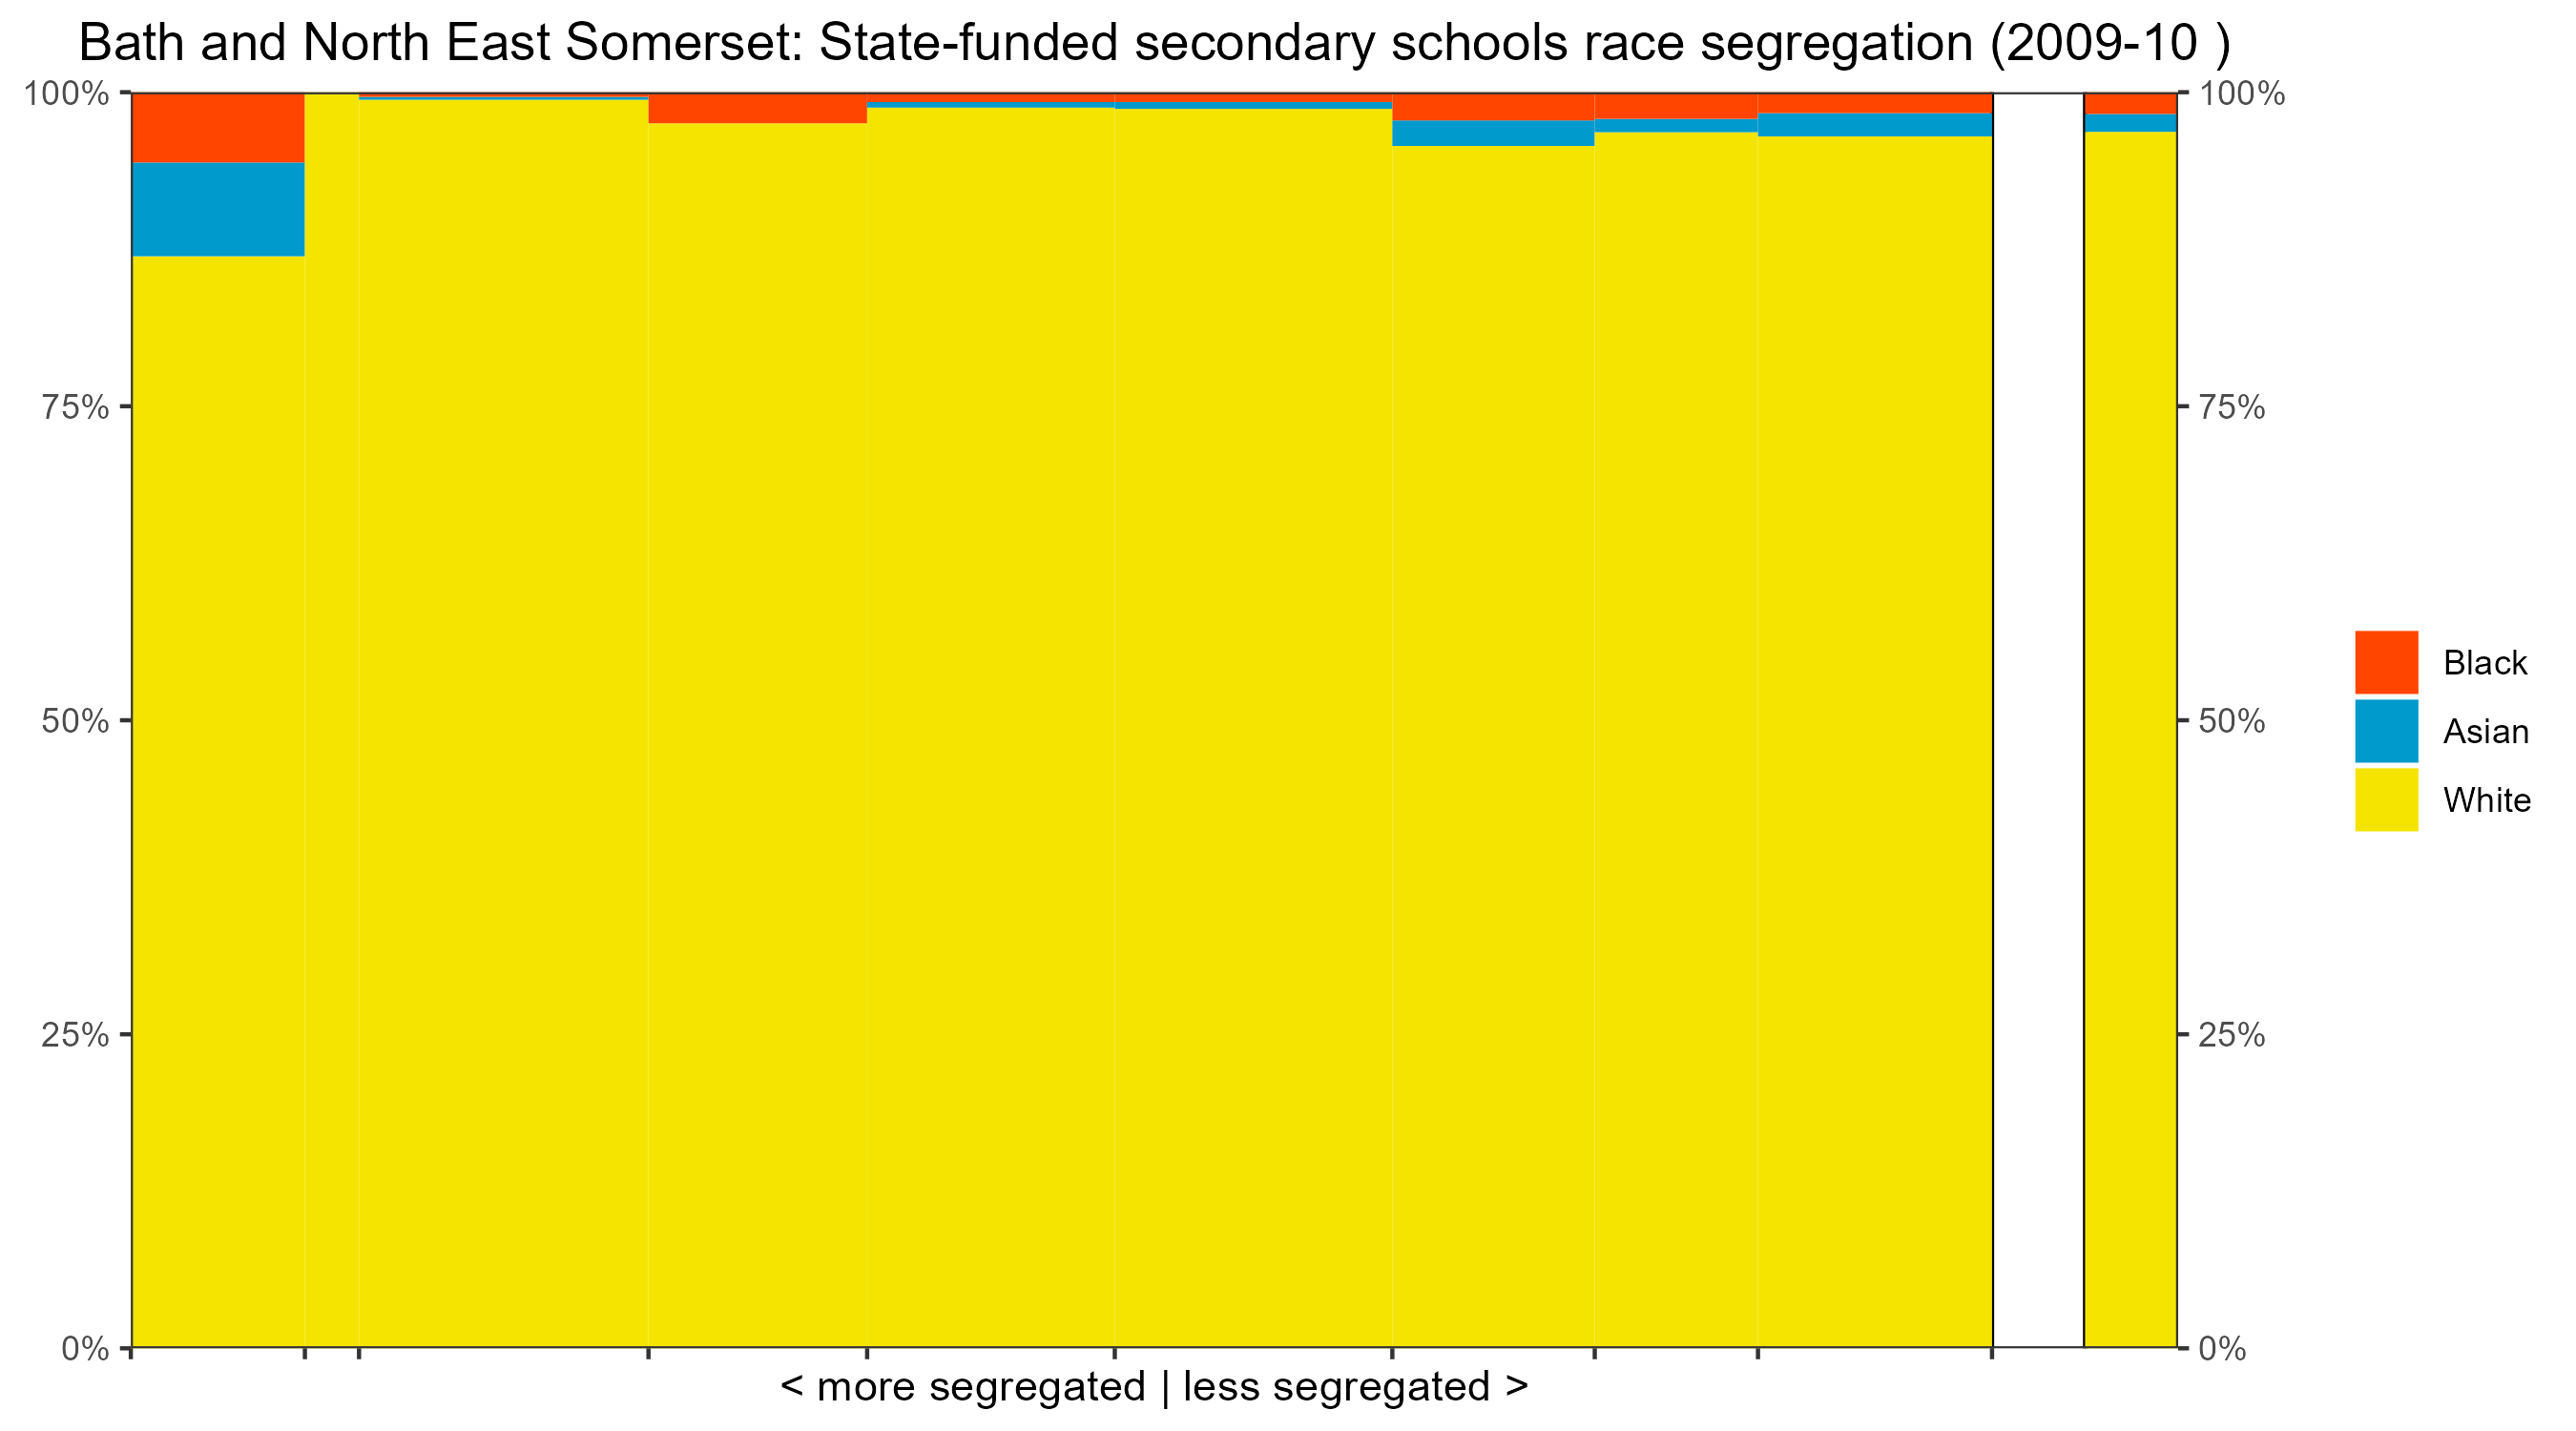 Bath and North East Somerset: State-funded secondary schools race segregation (2009-10 )
100%
75%
50%
25%
0%
100%
75%
50%
25%
0%
Black
Asian
White
< more segregated | less segregated >